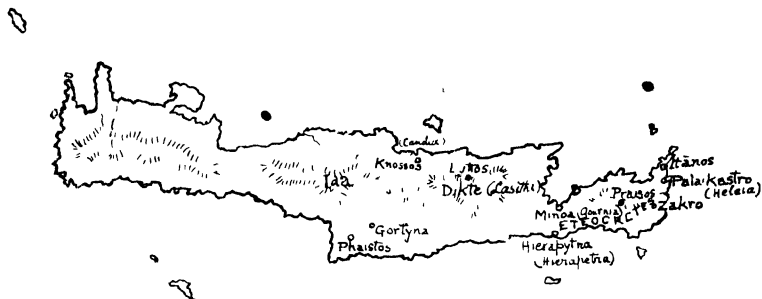 (Candia)
Knossos
Ida
Dikte (Lasithi)
Gortyna
Phaistos
Itanos
Palaikastro
(Heleia)
Praisos
Zakro
Minoa (Gournia)
ETEOCRETES
Hierapytna
(Hierapetra)